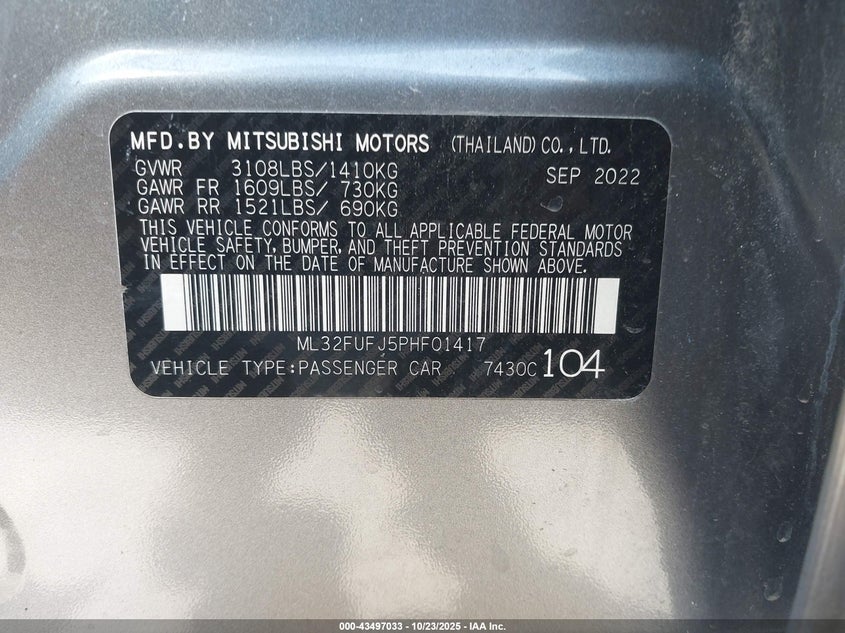 MFD.BY MITSUBISHI MOTORS (THAILAND)CO.,LTD.
GVWR 3108LBS/1410KG SEP 2022
GAWR FR 1609LBS/ 730KG
GAWR RR 1521LBS/ 690KG
THIS VEHICLE CONFORMS TO ALL APPLICABLE FEDERAL MOTOR
VEHICLE SAFETY, BUMPER, AND THEFT PREVENTION STANDARDS
IN EFFECT ON THE DATE OF MANUFACTURE SHOWN ABOVE.
ML32FUFJ5PHF01417
VEHICLE TYPE:PASSENGER CAR 7430C 104
000-43497033 - 10/23/2025 - IAA Inc.